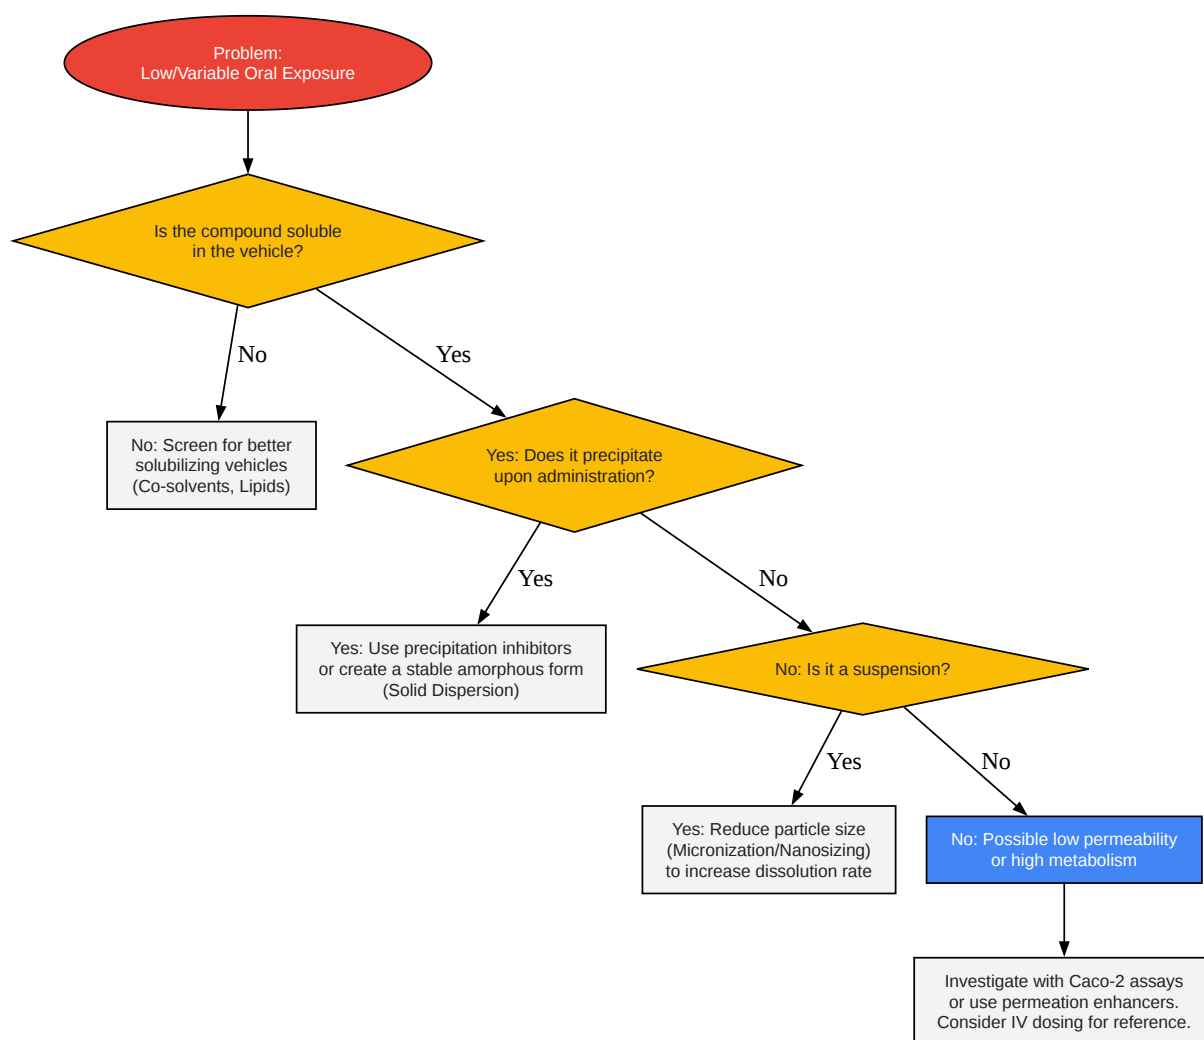 Problem:
Low/Variable Oral Exposure
Is the compound soluble
in the vehicle?
No
Yes
No: Screen for better
solubilizing vehicles
(Co-solvents, Lipids)
Yes: Does it precipitate
upon administration?
Yes
No
Yes: Use precipitation inhibitors
or create a stable amorphous form
(Solid Dispersion)
No: Is it a suspension?
Yes
No
Yes: Reduce particle size
(Micronization/Nanosizing)
to increase dissolution rate
No: Possible low permeability
or high metabolism
Investigate with Caco-2 assays
or use permeation enhancers.
Consider IV dosing for reference.